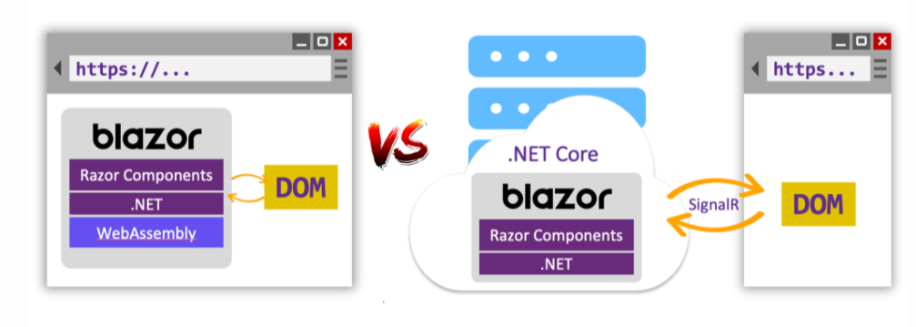 https://...
blazor
Razor Components
.NET
WebAssembly
DOM
VS
.NET Core
blazor
Razor Components
.NET
SignalR
https...
DOM